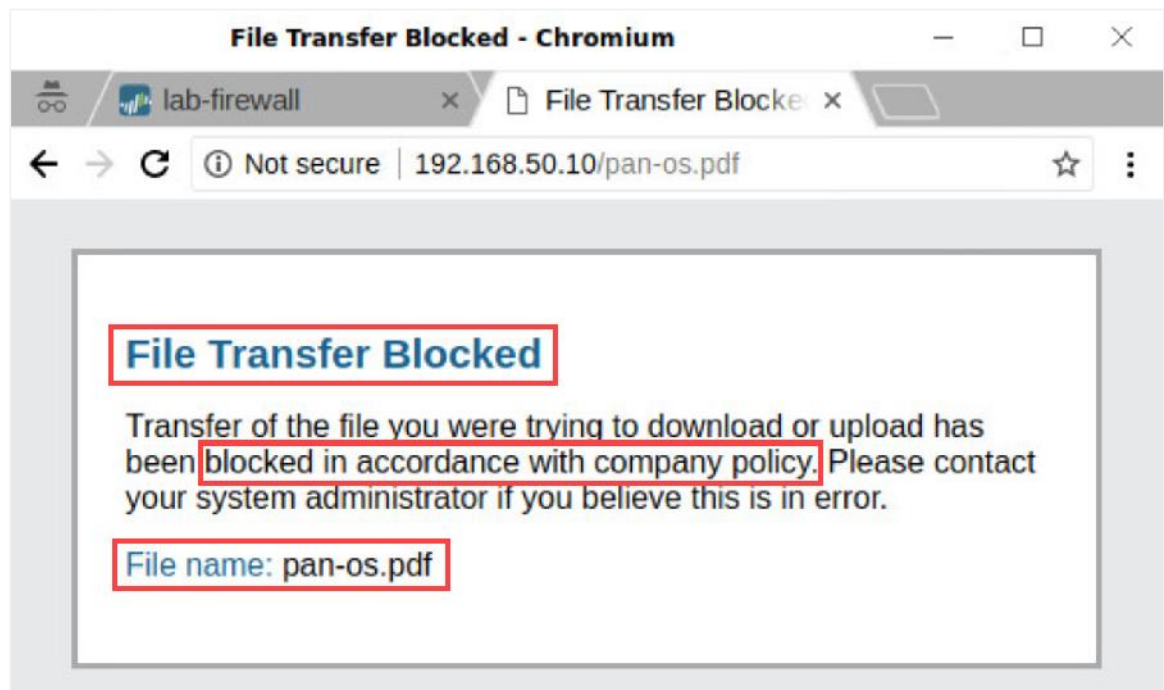 File Transfer Blocked - Chromium
lab-firewall
File Transfer Blocke
Not secure | 192.168.50.10/pan-os.pdf
File Transfer Blocked
Transfer of the file you were trying to download or upload has
been blocked in accordance with company policy. Please contact
your system administrator if you believe this is in error.
File name: pan-os.pdf